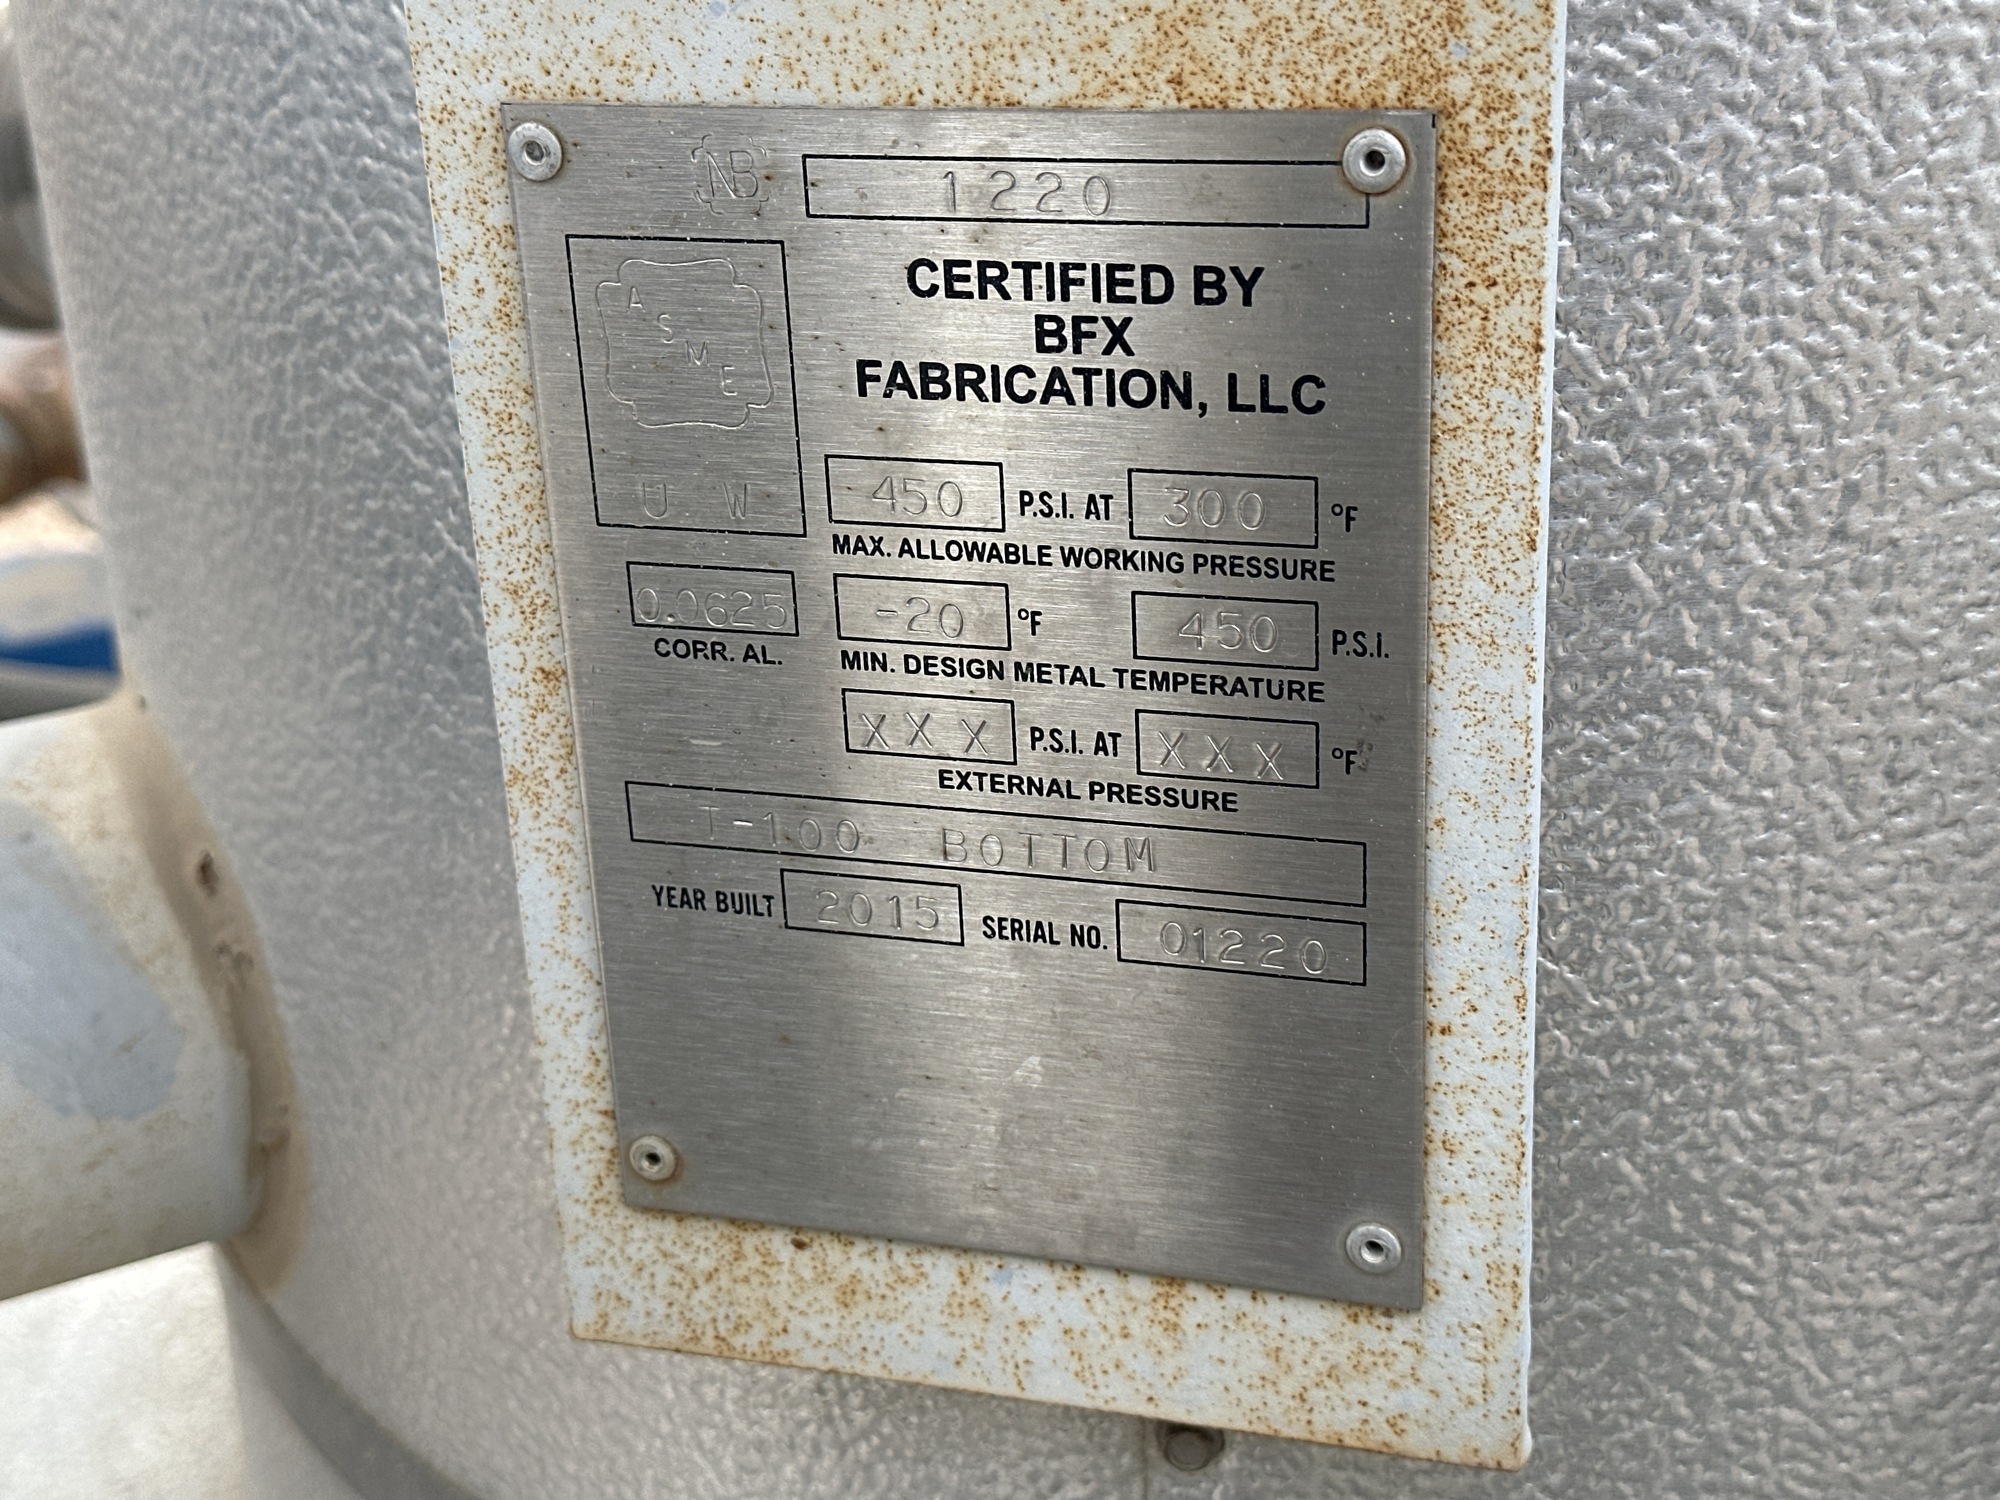 NB 1220
CERTIFIED BY
BFX
FABRICATION, LLC
A
S
M
E
U W
450 P.S.I. AT 300 °F
MAX. ALLOWABLE WORKING PRESSURE
0.0625 -20 °F 450 P.S.I.
CORR. AL. MIN. DESIGN METAL TEMPERATURE
XXX P.S.I. AT XXX °F
EXTERNAL PRESSURE
T-100 BOTTOM
YEAR BUILT 2015 SERIAL NO. 01220